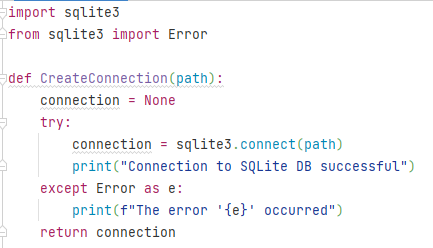 import sqlite3
from sqlite3 import Error

def CreateConnection(path):
    connection = None
    try:
        connection = sqlite3.connect(path)
        print("Connection to SQLite DB successful")
    except Error as e:
        print(f"The error '{e}' occurred")
    return connection